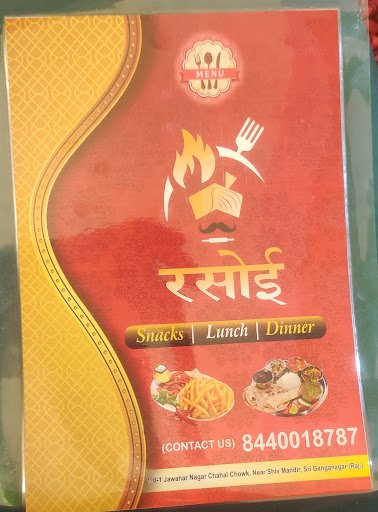 MENU
रसोई
Snacks | Lunch | Dinner
(CONTACT US) 8440018787
Jawahar Nagar Chahal Chowk, Near Shiv Mandir, Sri Ganganagar (Raj.)